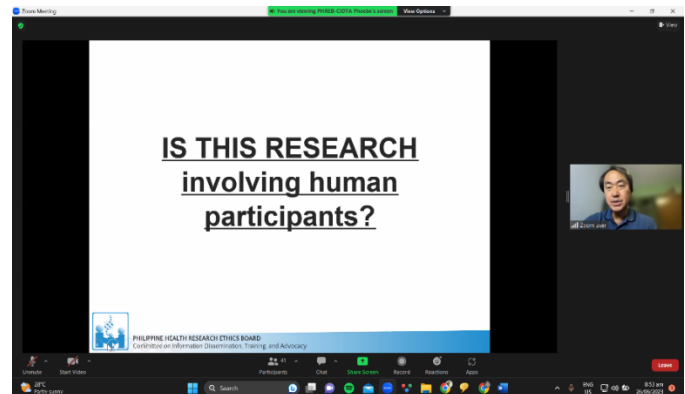 Zoom Meeting
You are viewing PHREB-CIDTA Phoebe's screen
View Options
View
IS THIS RESEARCH
involving human
participants?
Zoom user
PHILIPPINE HEALTH RESEARCH ETHICS BOARD
Committee on Information Dissemination, Training and Advocacy
Unmute
Start Video
Participants
41
Chat
Share Screen
Record
Reactions
Apps
Leave
28°C
Partly sunny
Search
ENG
US
8:53 am
26/06/2023